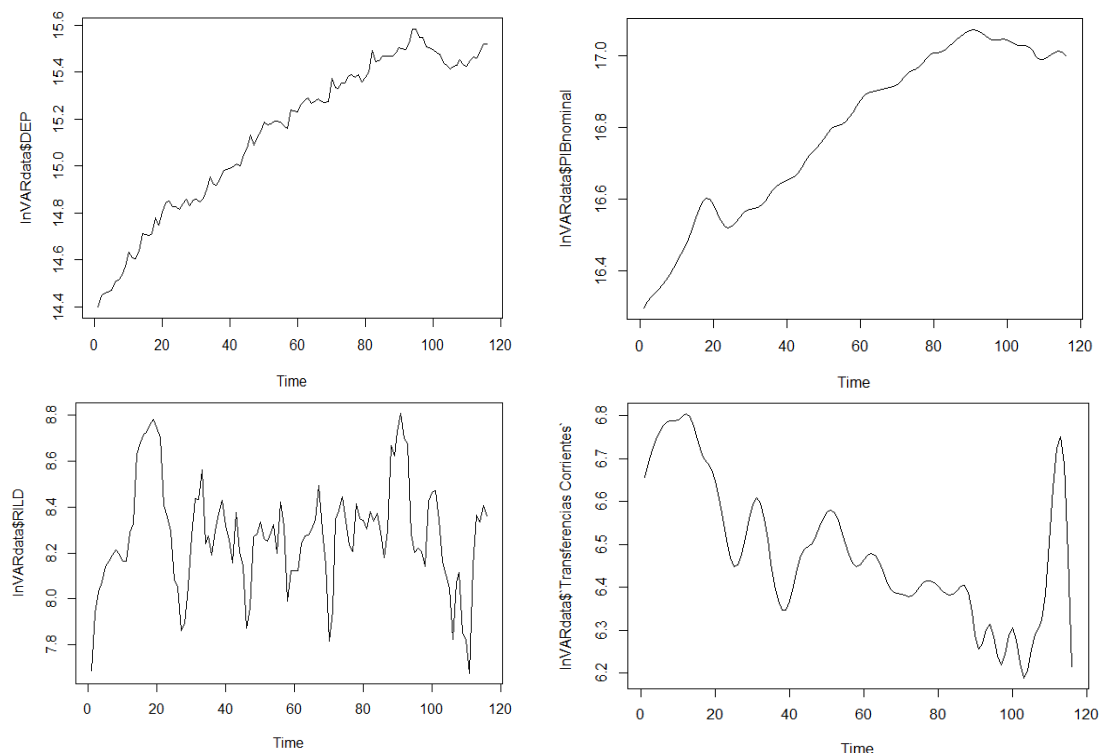 lnVARdata$DEP
15.6
15.4
15.2
15.0
14.8
14.6
14.4
0 20 40 60 80 100 120
Time
lnVARdata$PIBnominal
17.0
16.8
16.6
16.4
0 20 40 60 80 100 120
Time
lnVARdata$RILD
8.8
8.6
8.4
8.2
8.0
7.8
0 20 40 60 80 100 120
Time
lnVARdata$`Transferencias Corrientes`
6.8
6.7
6.6
6.5
6.4
6.3
6.2
0 20 40 60 80 100 120
Time